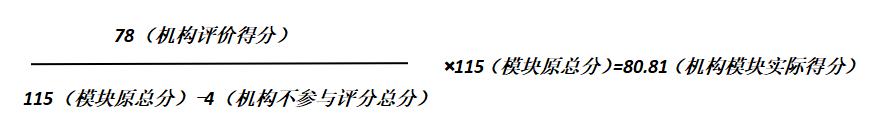 78（机构评价得分）
115（模块原总分）-4（机构不参与评分总分）
×115（模块原总分）=80.81（机构模块实际得分）